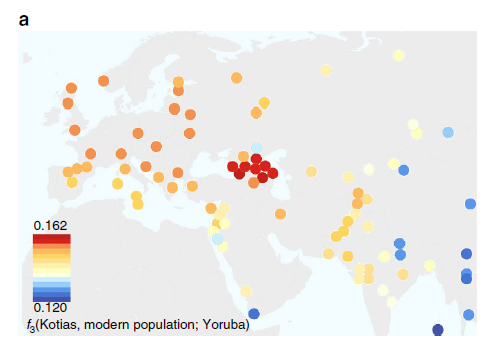 a
0.162
0.120
f3(Kotias, modern population; Yoruba)